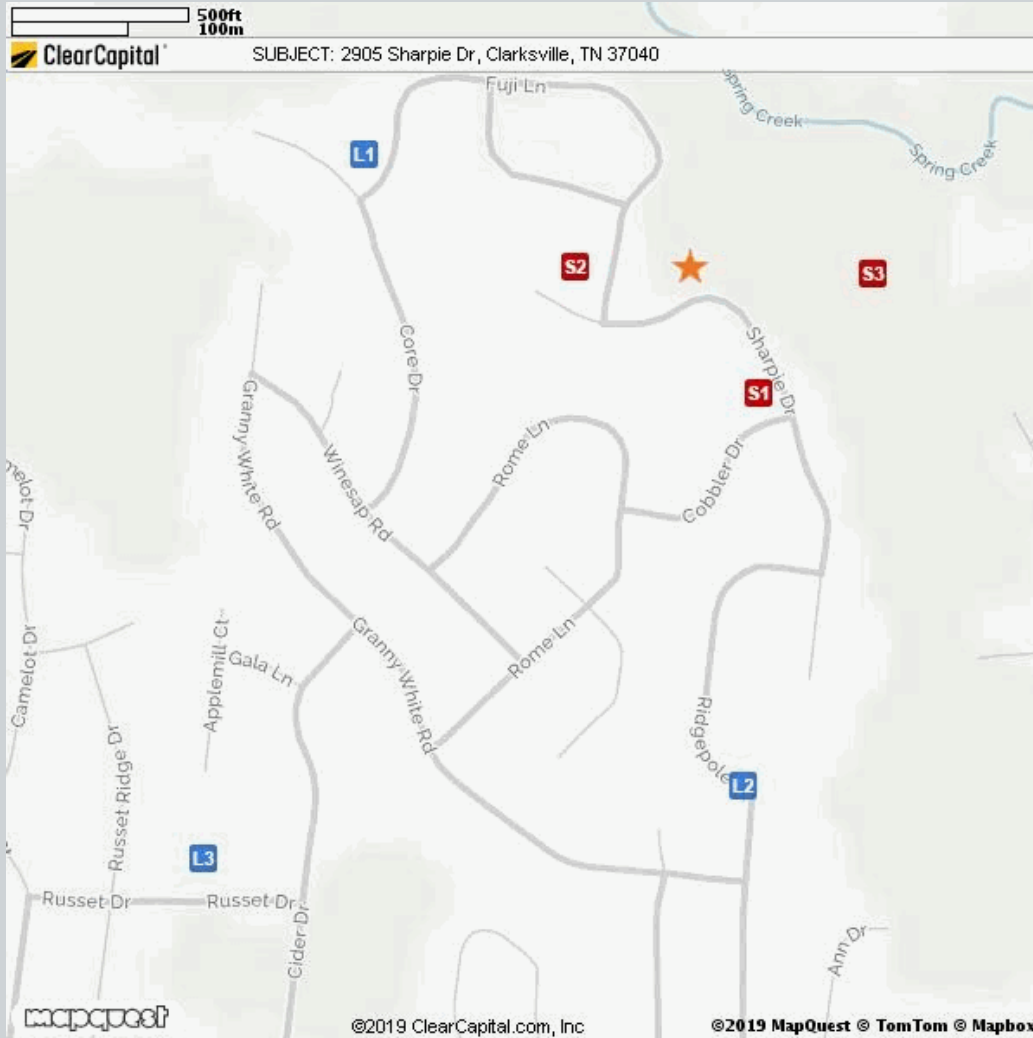 500ft
100m
ClearCapital
SUBJECT: 2905 Sharpie Dr, Clarksville, TN 37040
Fuji Ln
Spring Creek
Spring Creek
L1
S2
S3
Core Dr
Sharpie Dr
S1
Granny White Rd
Rome Ln
Winesap Rd
Cobbler Dr
Camelot Dr
Applemill Ct
Gala Ln
Granny White Rd
Rome Ln
Camelot Dr
Russet Ridge Dr
Ridgepole
L2
L3
Russet Dr
Russet Dr
Cider Dr
Ann Dr
mapquest
©2019 ClearCapital.com, Inc
©2019 MapQuest © TomTom © Mapbox